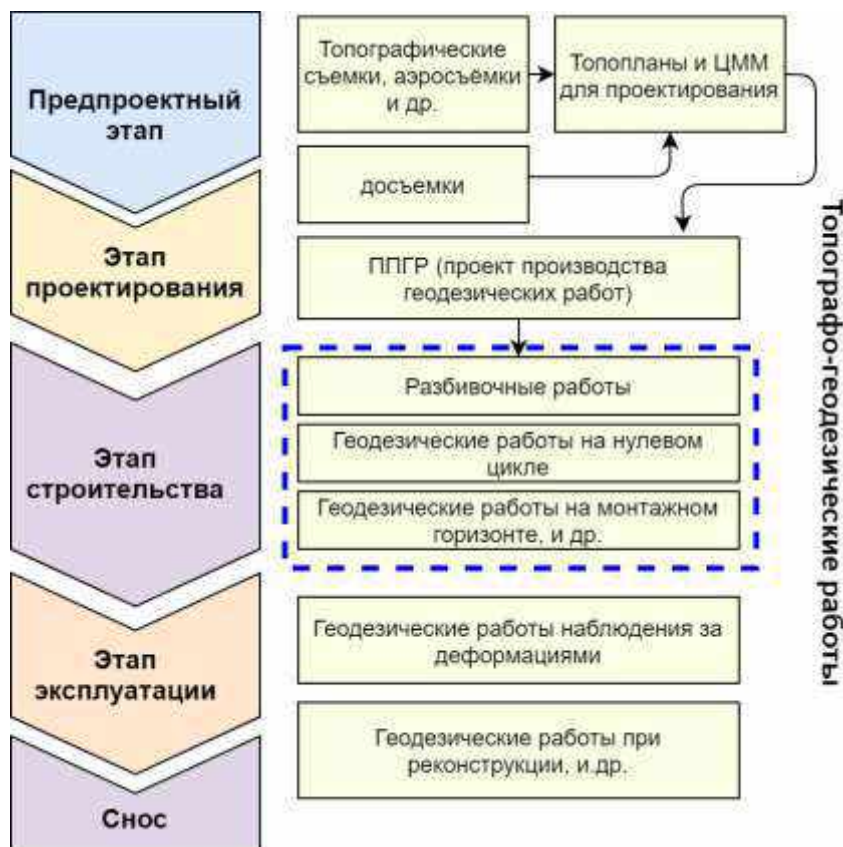 Предпроектный
этап
Топографические
съемки, аэросъёмки
и др.
Топопланы и ЦММ
для проектирования
досъемки
Этап
проектирования
ППГР (проект производства
геодезических работ)
Этап
строительства
Разбивочные работы
Геодезические работы на нулевом
цикле
Геодезические работы на монтажном
горизонте, и др.
Этап
эксплуатации
Геодезические работы наблюдения за
деформациями
Геодезические работы при
реконструкции, и.др.
Снос
Топографо-геодезические работы